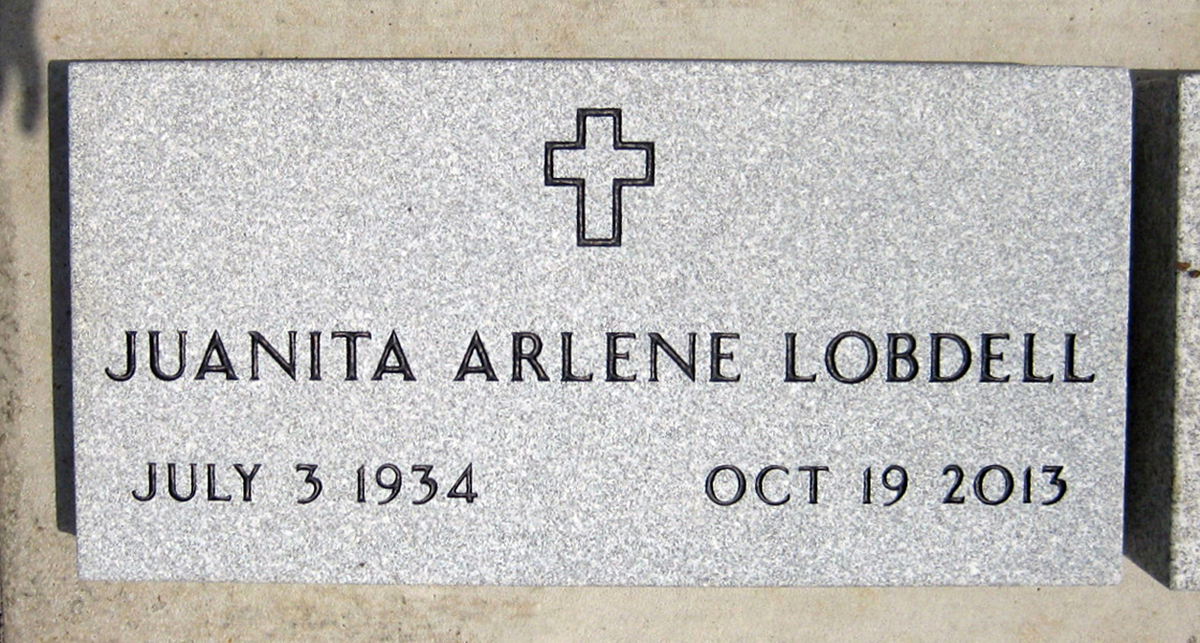 JUANITA ARLENE LOBDELL
JULY 3 1934 OCT 19 2013